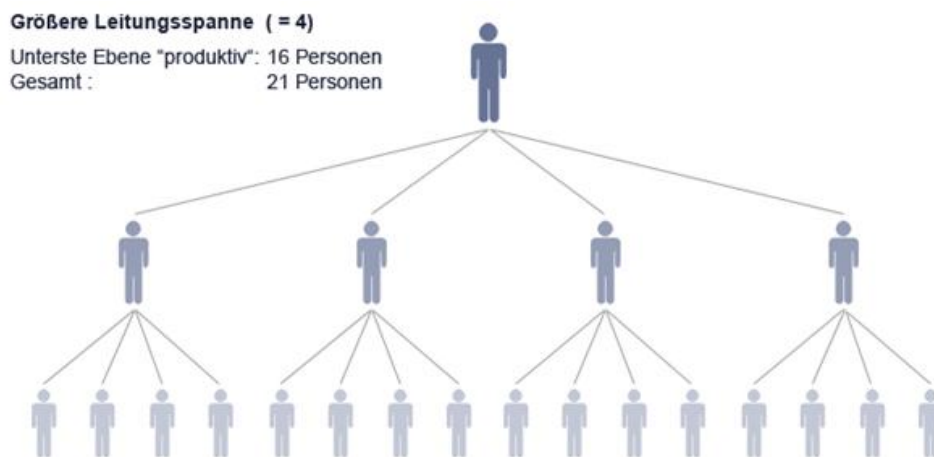 Größere Leitungsspanne ( = 4)
Unterste Ebene "produktiv": 16 Personen
Gesamt : 21 Personen